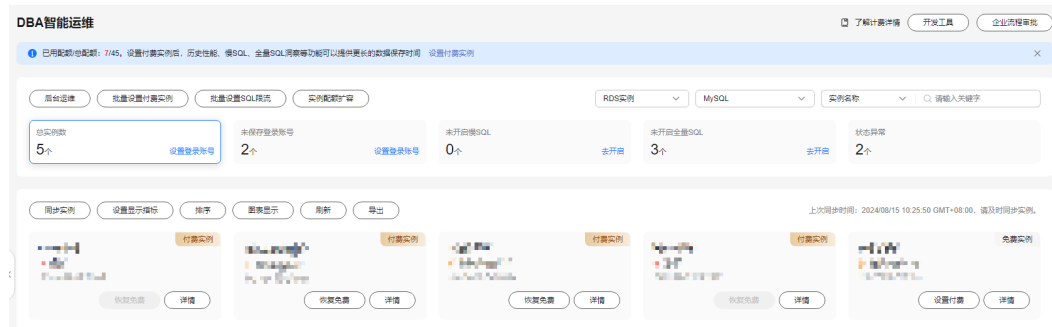 DBA智能运维
了解计费详情 开发工具 企业流程审批
已用配额/总配额：7/45。设置付费实例后，历史性能、慢SQL、全量SQL洞察等功能可以提供更长的数据保存时间 设置付费实例
后台运维 批量设置付费实例 批量设置SQL限流 实例配额扩容 RDS实例 MySQL 实例名称 请输入关键字
总实例数 未保存登录账号 未开启慢SQL 未开启全量SQL 状态异常
5个 设置登录账号 2个 设置登录账号 0个 去开启 3个 去开启 2个
同步实例 设置显示指标 排序 图表显示 刷新 导出 上次同步时间：2024/08/15 10:25:50 GMT+08:00，请及时同步实例。
付费实例 付费实例 付费实例 付费实例 免费实例
恢复免费 详情 恢复免费 详情 恢复免费 详情 恢复免费 详情 设置付费 详情